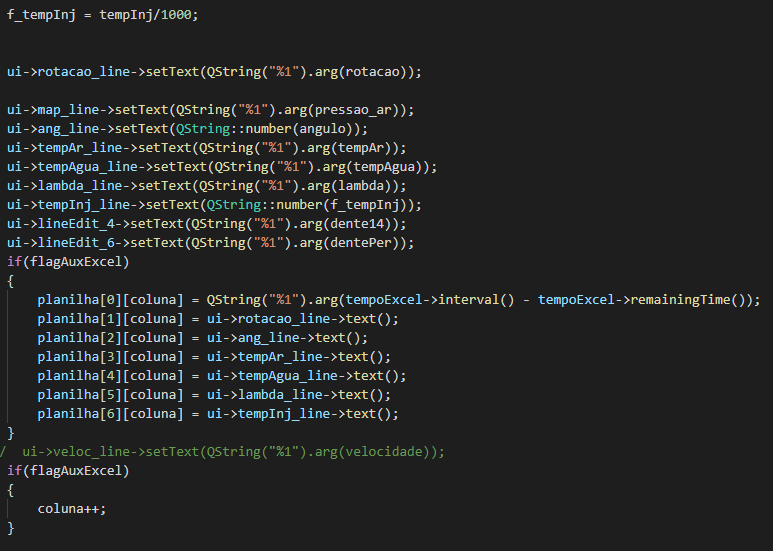 f_tempInj = tempInj/1000;
ui->rotacao_line->setText(QString("%1").arg(rotacao));
ui->map_line->setText(QString("%1").arg(pressao_ar));
ui->ang_line->setText(QString::number(angulo));
ui->tempAr_line->setText(QString("%1").arg(tempAr));
ui->tempAgua_line->setText(QString("%1").arg(tempAgua));
ui->lambda_line->setText(QString("%1").arg(lambda));
ui->tempInj_line->setText(QString::number(f_tempInj));
ui->lineEdit_4->setText(QString("%1").arg(dente14));
ui->lineEdit_6->setText(QString("%1").arg(dentePer));
if(flagAuxExcel)
{
    planilha[0][coluna] = QString("%1").arg(tempoExcel->interval() - tempoExcel->remainingTime());
    planilha[1][coluna] = ui->rotacao_line->text();
    planilha[2][coluna] = ui->ang_line->text();
    planilha[3][coluna] = ui->tempAr_line->text();
    planilha[4][coluna] = ui->tempAgua_line->text();
    planilha[5][coluna] = ui->lambda_line->text();
    planilha[6][coluna] = ui->tempInj_line->text();
}
/  ui->veloc_line->setText(QString("%1").arg(velocidade));
if(flagAuxExcel)
{
    coluna++;
}